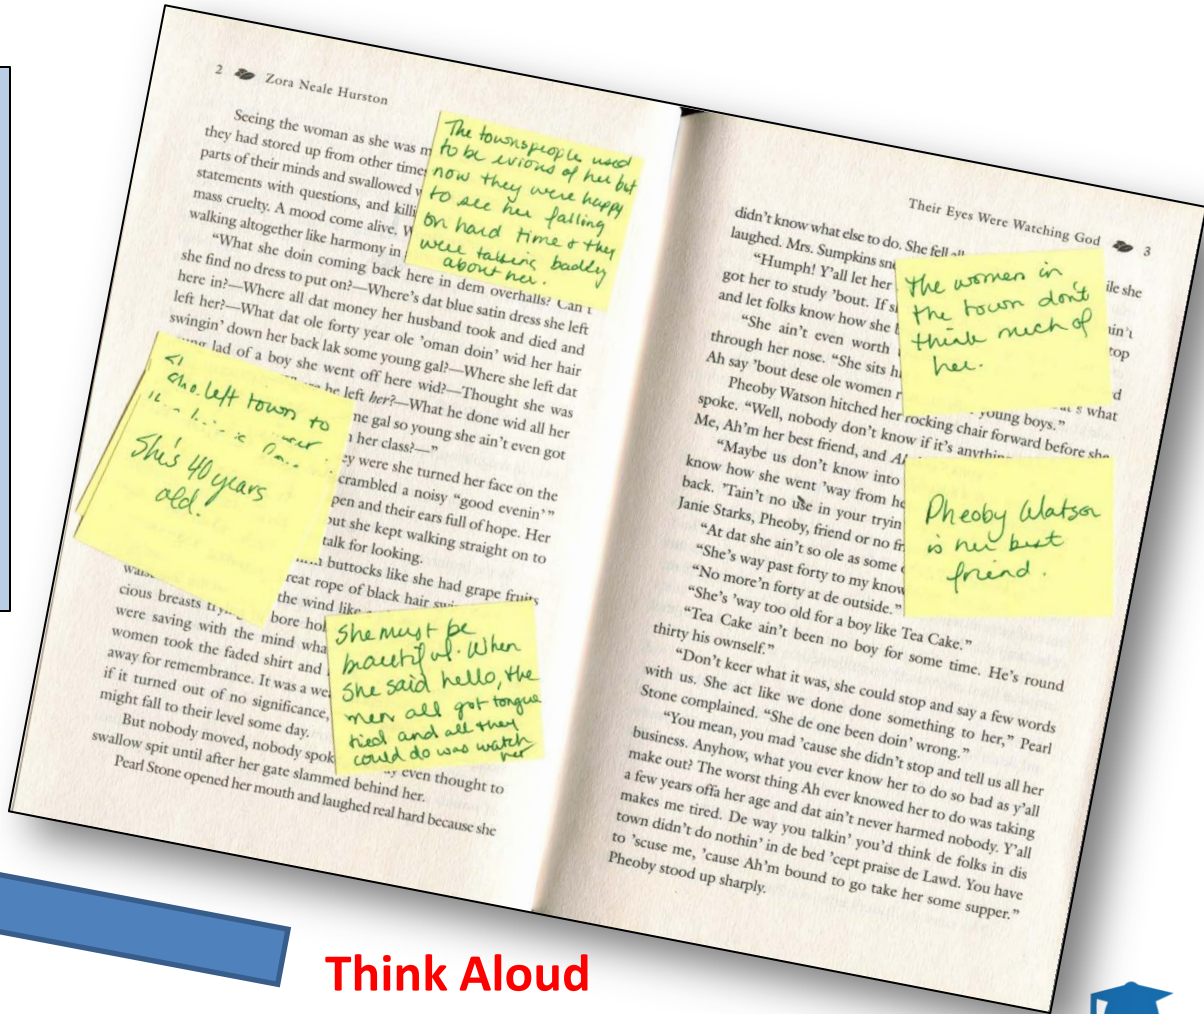 2 Zora Neale Hurston
Seeing the woman as she was m
they had stored up from other times
parts of their minds and swallowed
statements with questions, and killi
mass cruelty. A mood come alive. W
walking altogether like harmony in
"What she doin coming back here in dem overhalls? Can't
she find no dress to put on?—Where's dat blue satin dress she left
here in?—Where all dat money her husband took and died and
left her?—What dat ole forty year ole 'oman doin' wid her hair
swingin' down her back lak some young gal?—Where she left dat
lad of a boy she went off here wid?—Thought she was
he left her?—What he done wid all her
me gal so young she ain't even got
her class?—"
ey were she turned her face on the
crambled a noisy "good evenin'"
pen and their ears full of hope. Her
out she kept walking straight on to
talk for looking.
buttocks like she had grape fruits
reat rope of black hair
the wind like
cious breasts bore hol
were saving with the mind wha
women took the faded shirt and
away for remembrance. It was a we
if it turned out of no significance,
might fall to their level some day.
But nobody moved, nobody spok even thought to
swallow spit until after her gate slammed behind her.
Pearl Stone opened her mouth and laughed real hard because she
The townspeople used
to be evious of her but
now they were happy
to see her falling
on hard time & they
were talking badly
about her.
She left town to
She's 40 years
old.
She must be
beautiful. When
She said hello, the
men all got tongue
tied and all they
could do was watch
her
Their Eyes Were Watching God 3
didn't know what else to do. She fell ile she
laughed. Mrs. Sumpkins
"Humph! Y'all let her ain't
got her to study 'bout. If s top
and let folks know how she
"She ain't even worth
through her nose. "She sits h d
Ah say 'bout dese ole women r young boys." what
Pheoby Watson hitched her rocking chair forward before she
spoke. "Well, nobody don't know if it's anythin
Me, Ah'm her best friend, and
"Maybe us don't know into
know how she went 'way from he
back. 'Tain't no use in your tryin
Janie Starks, Pheoby, friend or no fr
"At dat she ain't so ole as some
"She's way past forty to my know
"No more'n forty at de outside."
"She's 'way too old for a boy like Tea Cake."
"Tea Cake ain't been no boy for some time. He's round
thirty his ownself."
"Don't keer what it was, she could stop and say a few words
with us. She act like we done done something to her," Pearl
Stone complained. "She de one been doin' wrong."
"You mean, you mad 'cause she didn't stop and tell us all her
business. Anyhow, what you ever know her to do so bad as y'all
make out? The worst thing Ah ever knowed her to do was taking
a few years offa her age and dat ain't never harmed nobody. Y'all
makes me tired. De way you talkin' you'd think de folks in dis
town didn't do nothin' in de bed 'cept praise de Lawd. You have
to 'scuse me, 'cause Ah'm bound to go take her some supper."
Pheoby stood up sharply.
the women in
the town don't
think much of
her.
Pheoby Watson
is her best
friend.
Think Aloud